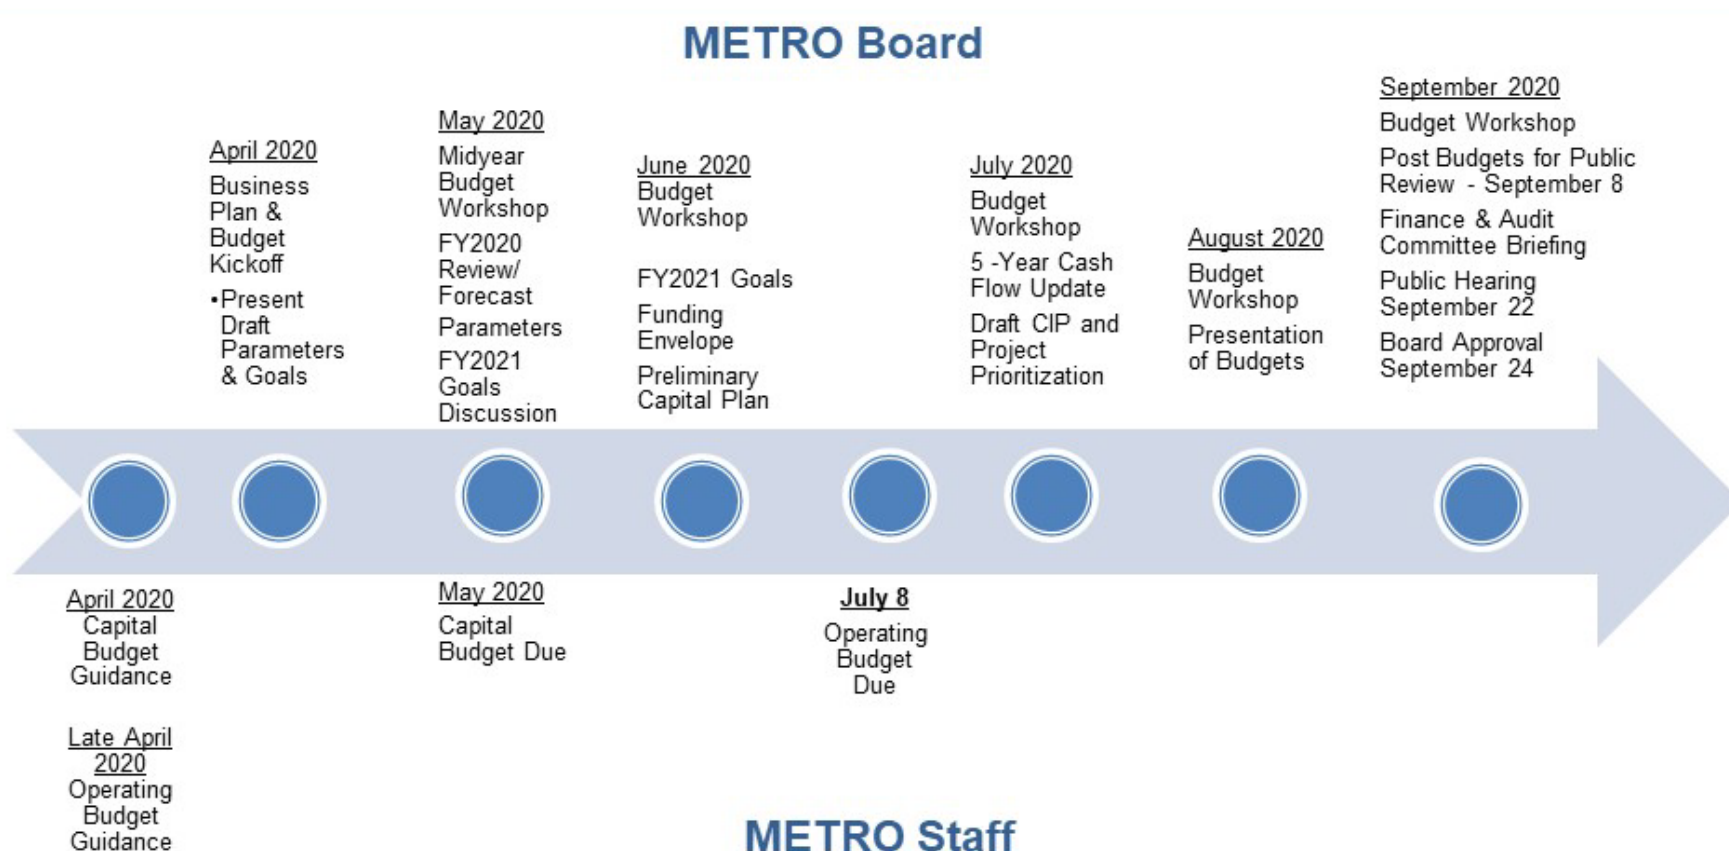 METRO Board
April 2020
Business
Plan &
Budget
Kickoff
•Present
Draft
Parameters
& Goals
May 2020
Midyear
Budget
Workshop
FY2020
Review/
Forecast
Parameters
FY2021
Goals
Discussion
June 2020
Budget
Workshop
FY2021 Goals
Funding
Envelope
Preliminary
Capital Plan
July 2020
Budget
Workshop
5 -Year Cash
Flow Update
Draft CIP and
Project
Prioritization
August 2020
Budget
Workshop
Presentation
of Budgets
September 2020
Budget Workshop
Post Budgets for Public
Review - September 8
Finance & Audit
Committee Briefing
Public Hearing
September 22
Board Approval
September 24
April 2020
Capital
Budget
Guidance
Late April
2020
Operating
Budget
Guidance
May 2020
Capital
Budget Due
July 8
Operating
Budget
Due
METRO Staff